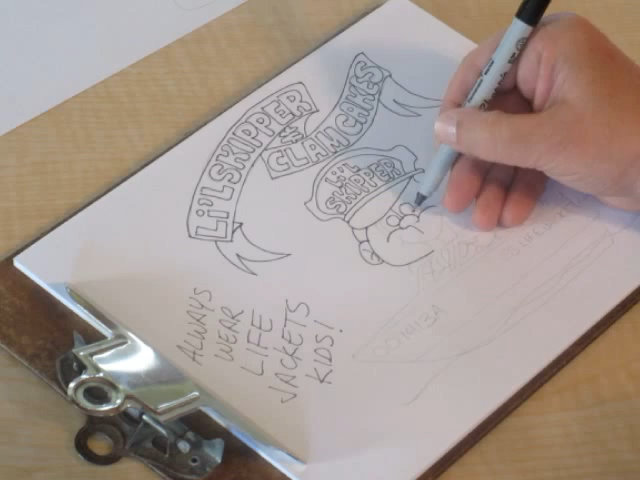 Li'L SKIPPER
CLAM CAKES
Li'L
SKIPPER
ALWAYS
WEAR
LIFE
JACKETS
KIDS!